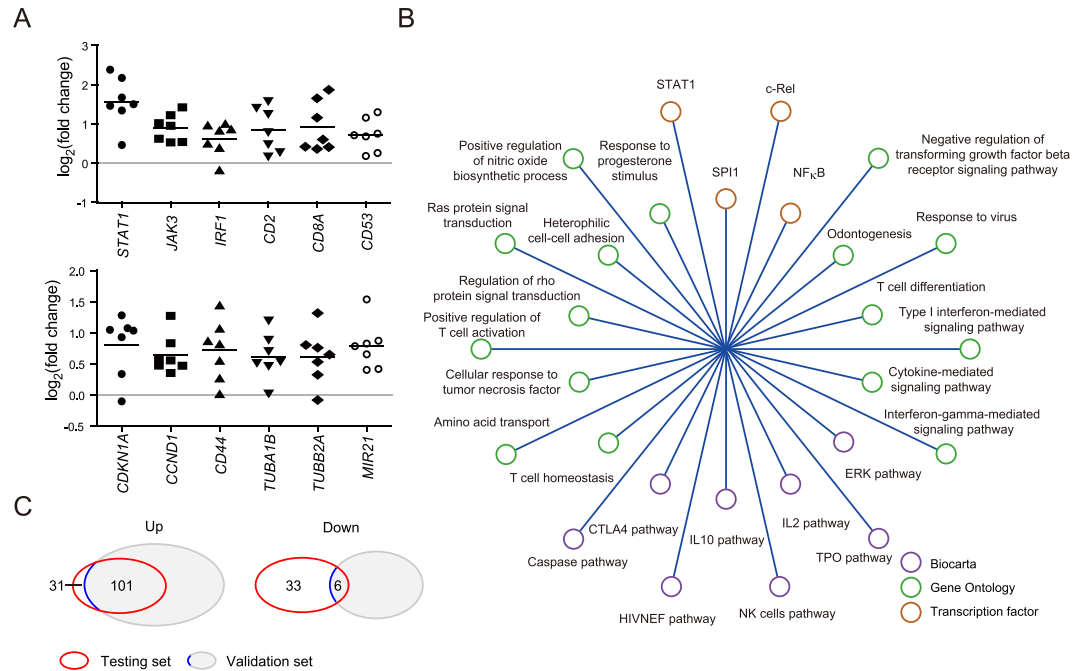 A
3
2
1
0
-1
log2(fold change)
STAT1
JAK3
IRF1
CD2
CD8A
CD53
2.0
1.5
1.0
0.5
0.0
-0.5
log2(fold change)
CDKN1A
CCND1
CD44
TUBA1B
TUBB2A
MIR21
B
STAT1
c-Rel
Positive regulation
of nitric oxide
biosynthetic process
Response to
progesterone
stimulus
SPI1
NFκB
Negative regulation of
transforming growth factor beta
receptor signaling pathway
Ras protein signal
transduction
Heterophilic
cell-cell adhesion
Odontogenesis
Response to virus
Regulation of rho
protein signal transduction
T cell differentiation
Positive regulation of
T cell activation
Type I interferon-mediated
signaling pathway
Cellular response to
tumor necrosis factor
Cytokine-mediated
signaling pathway
Amino acid transport
Interferon-gamma-mediated
signaling pathway
T cell homeostasis
ERK pathway
CTLA4 pathway
IL10 pathway
IL2 pathway
Caspase pathway
TPO pathway
HIVNEF pathway
NK cells pathway
Biocarta
Gene Ontology
Transcription factor
C
Up
Down
31
101
33
6
Testing set
Validation set